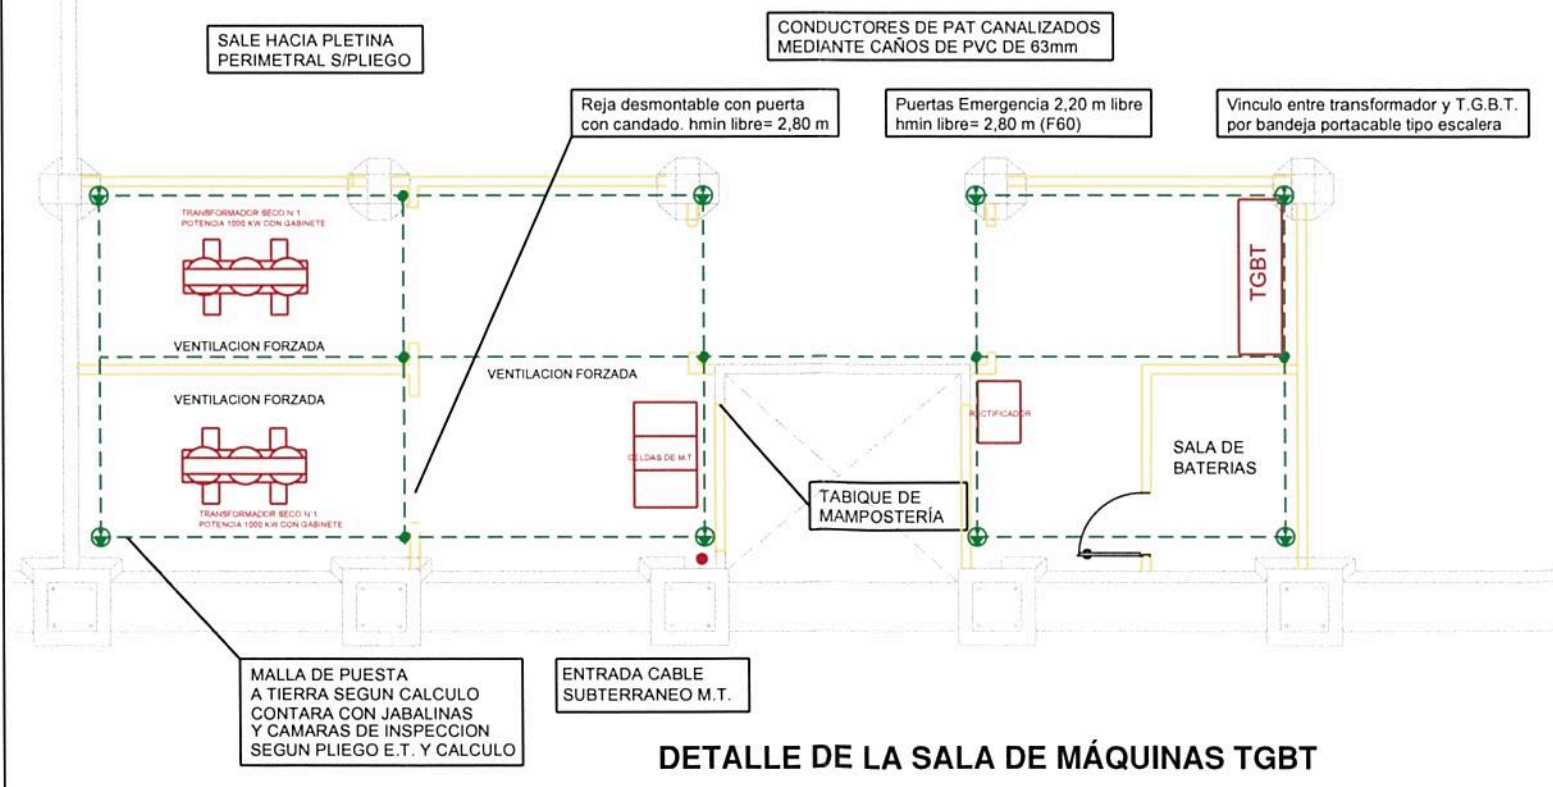 SALE HACIA PLETINA
PERIMETRAL S/PLIEGO
CONDUCTORES DE PAT CANALIZADOS
MEDIANTE CAÑOS DE PVC DE 63mm
Reja desmontable con puerta
con candado. hmin libre= 2,80 m
Puertas Emergencia 2,20 m libre
hmin libre= 2,80 m (F60)
Vinculo entre transformador y T.G.B.T.
por bandeja portacable tipo escalera
TRANSFORMADOR SECO N 1
POTENCIA 1000 KW CON GABINETE
TGBT
VENTILACION FORZADA
VENTILACION FORZADA
VENTILACION FORZADA
RECTIFICADOR
CELDAS DE M.T.
SALA DE
BATERIAS
TABIQUE DE
MAMPOSTERÍA
TRANSFORMADOR SECO N 1
POTENCIA 1000 KW CON GABINETE
MALLA DE PUESTA
A TIERRA SEGUN CALCULO
CONTARA CON JABALINAS
Y CAMARAS DE INSPECCION
SEGUN PLIEGO E.T. Y CALCULO
ENTRADA CABLE
SUBTERRANEO M.T.
DETALLE DE LA SALA DE MÁQUINAS TGBT